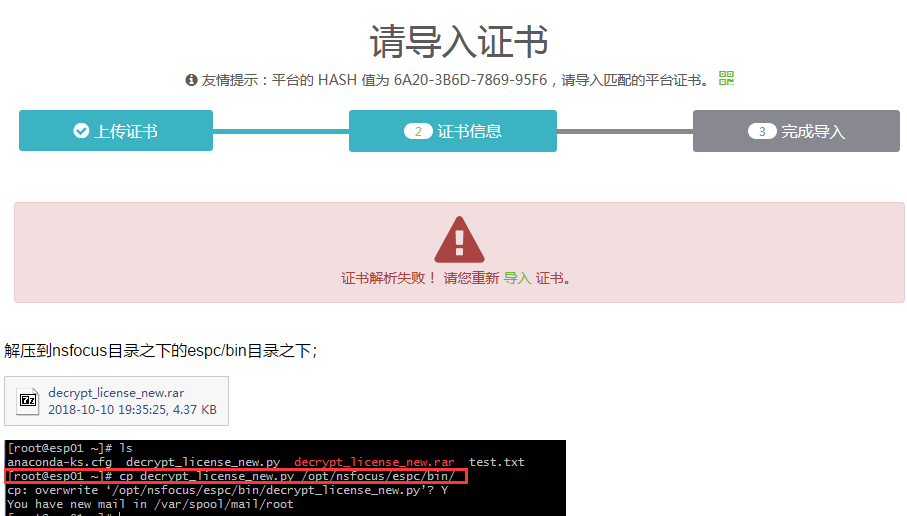 请导入证书
友情提示：平台的 HASH 值为 6A20-3B6D-7869-95F6，请导入匹配的平台证书。
上传证书
2 证书信息
3 完成导入
证书解析失败！ 请您重新 导入 证书。
解压到nsfocus目录之下的espc/bin目录之下；
7z
decrypt_license_new.rar
2018-10-10 19:35:25, 4.37 KB
[root@esp01 ~]# ls
anaconda-ks.cfg  decrypt_license_new.py  decrypt_license_new.rar  test.txt
[root@esp01 ~]# cp decrypt_license_new.py /opt/nsfocus/espc/bin/
cp: overwrite ‘/opt/nsfocus/espc/bin/decrypt_license_new.py’? Y
You have new mail in /var/spool/mail/root
[root@esp01 ~]#